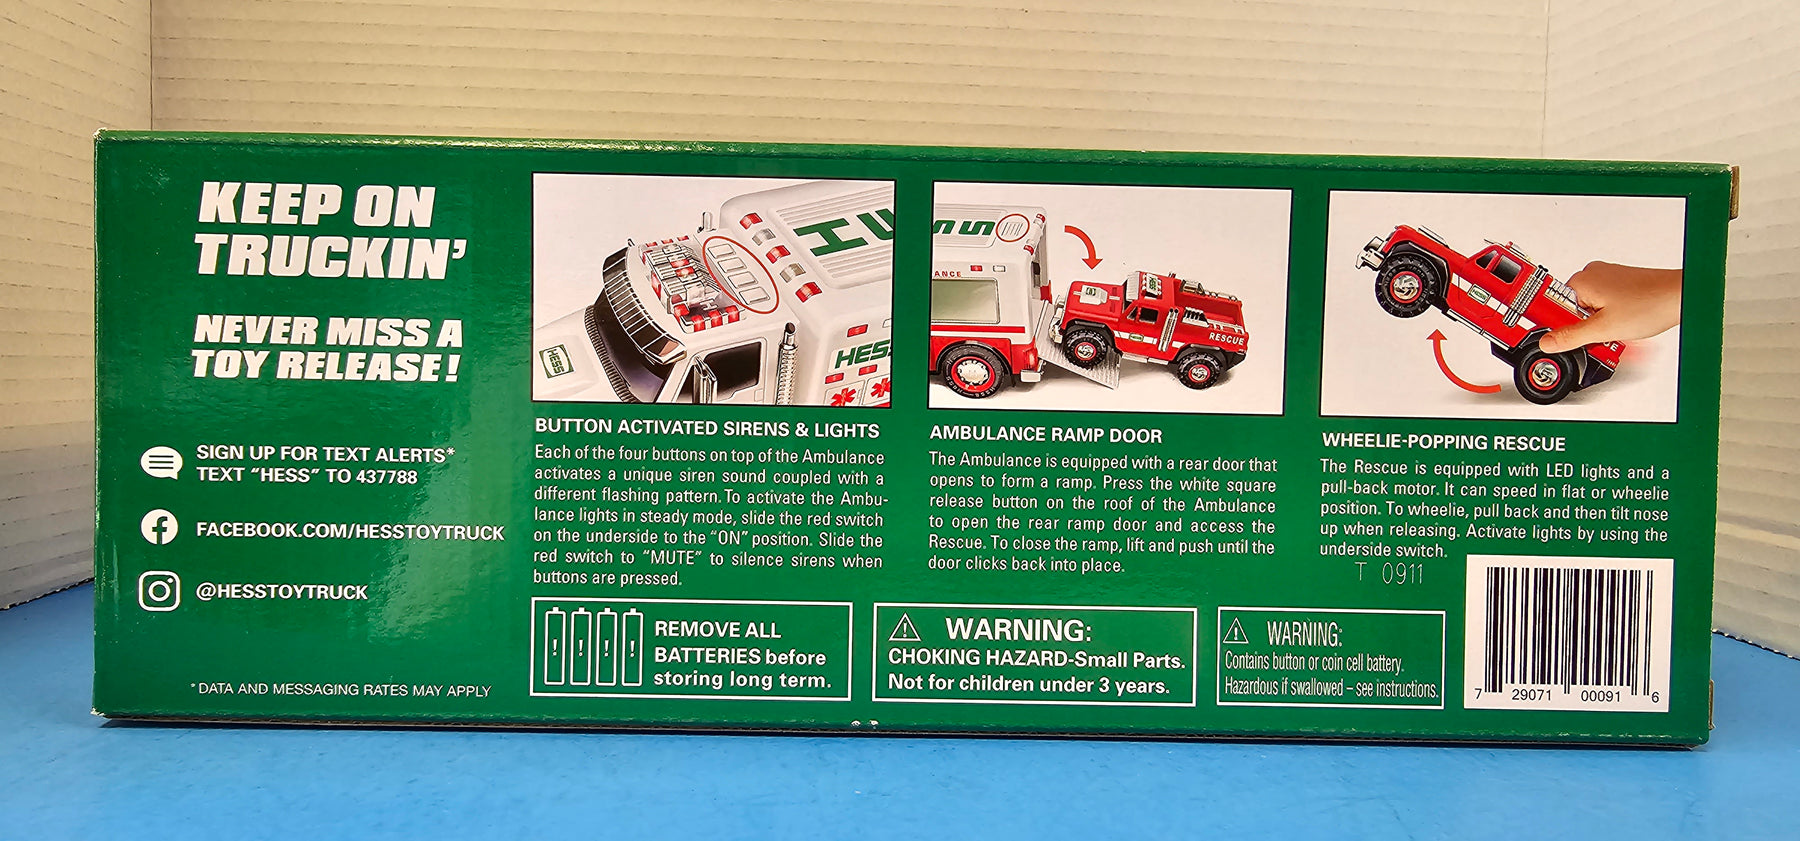 KEEP ON
TRUCKIN'
NEVER MISS A
TOY RELEASE!
SIGN UP FOR TEXT ALERTS*
TEXT "HESS" TO 437788
FACEBOOK.COM/HESSTOYTRUCK
@HESSTOYTRUCK
*DATA AND MESSAGING RATES MAY APPLY
HESS
HESS
BUTTON ACTIVATED SIRENS & LIGHTS
Each of the four buttons on top of the Ambulance
activates a unique siren sound coupled with a
different flashing pattern. To activate the Ambu-
lance lights in steady mode, slide the red switch
on the underside to the "ON" position. Slide the
red switch to "MUTE" to silence sirens when
buttons are pressed.
ANCE
RESCUE
AMBULANCE RAMP DOOR
The Ambulance is equipped with a rear door that
opens to form a ramp. Press the white square
release button on the roof of the Ambulance
to open the rear ramp door and access the
Rescue. To close the ramp, lift and push until the
door clicks back into place.
WHEELIE-POPPING RESCUE
The Rescue is equipped with LED lights and a
pull-back motor. It can speed in flat or wheelie
position. To wheelie, pull back and then tilt nose
up when releasing. Activate lights by using the
underside switch.
T 0911
REMOVE ALL
BATTERIES before
storing long term.
WARNING:
CHOKING HAZARD-Small Parts.
Not for children under 3 years.
WARNING:
Contains button or coin cell battery.
Hazardous if swallowed – see instructions.
7 29071 00091 6